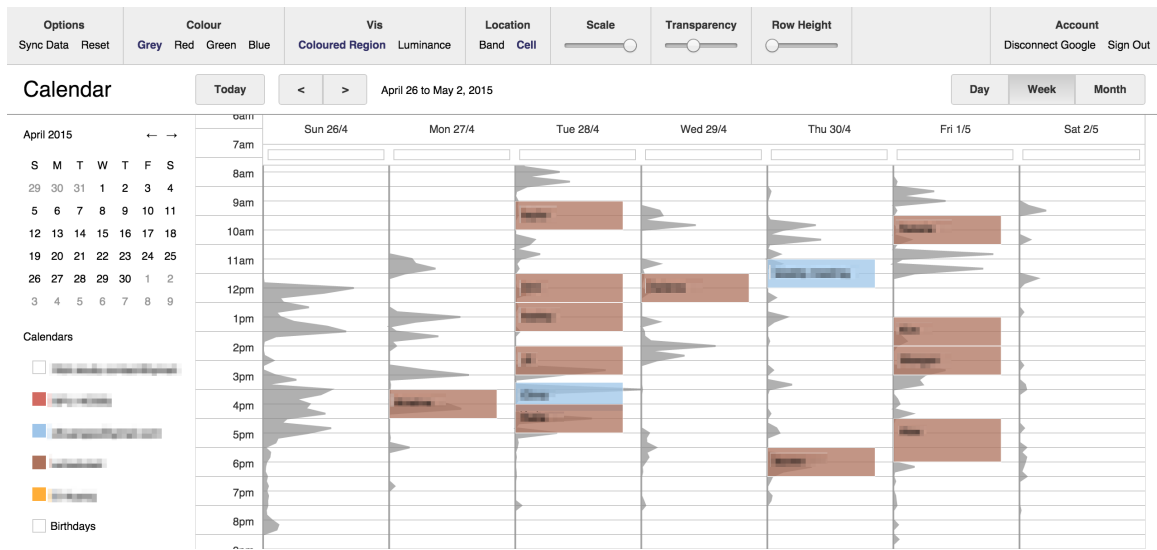 Options Colour Vis Location Scale Transparency Row Height Account
Sync Data Reset Grey Red Green Blue Coloured Region Luminance Band Cell Disconnect Google Sign Out
Calendar Today < > April 26 to May 2, 2015 Day Week Month
April 2015 ← →
S M T W T F S
29 30 31 1 2 3 4
5 6 7 8 9 10 11
12 13 14 15 16 17 18
19 20 21 22 23 24 25
26 27 28 29 30 1 2
3 4 5 6 7 8 9
Calendars
Birthdays
Sun 26/4 Mon 27/4 Tue 28/4 Wed 29/4 Thu 30/4 Fri 1/5 Sat 2/5
6am
7am
8am
9am
10am
11am
12pm
1pm
2pm
3pm
4pm
5pm
6pm
7pm
8pm